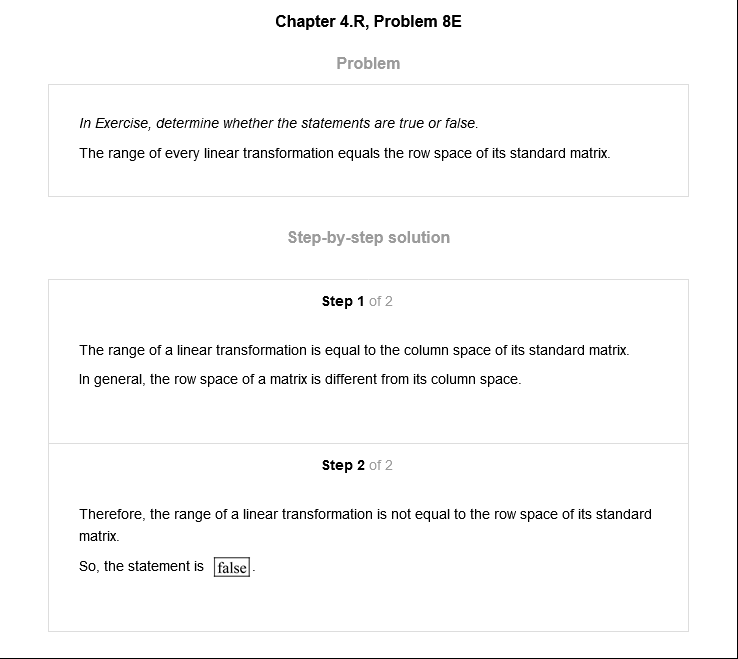 Chapter 4.R, Problem 8E
Problem
In Exercise, determine whether the statements are true or false.
The range of every linear transformation equals the row space of its standard matrix.
Step-by-step solution
Step 1 of 2
The range of a linear transformation is equal to the column space of its standard matrix.
In general, the row space of a matrix is different from its column space.
Step 2 of 2
Therefore, the range of a linear transformation is not equal to the row space of its standard
matrix.
So, the statement is false.